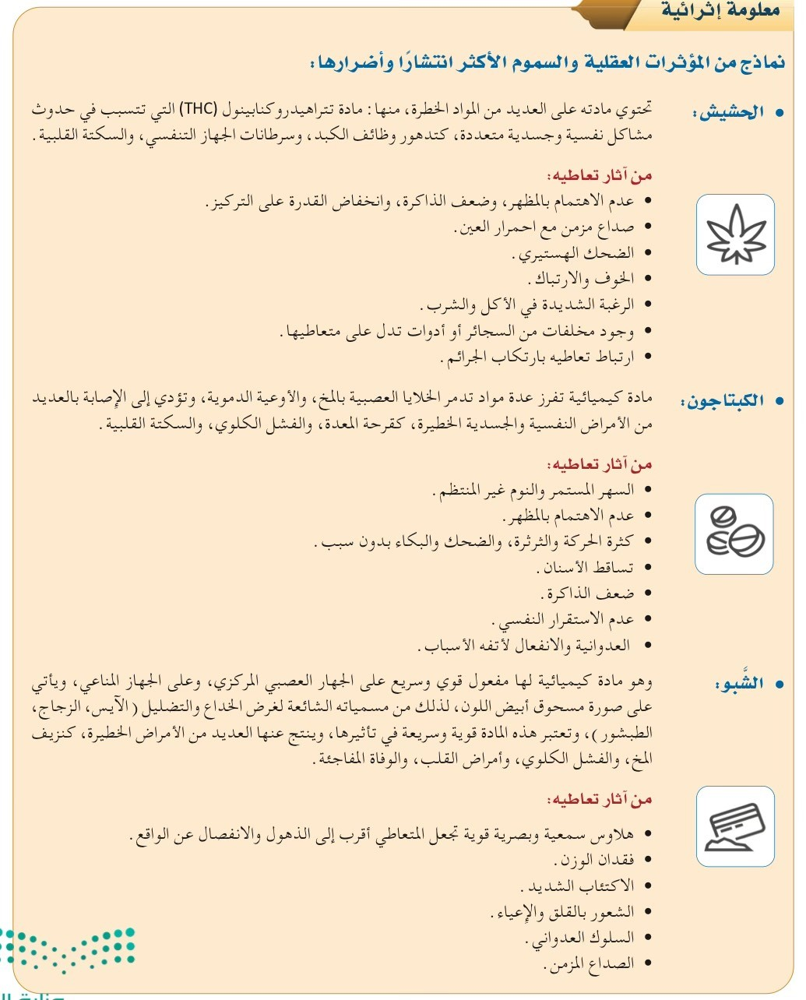 معلومة إثرائية
نماذج من المؤثرات العقلية والسموم الأكثر انتشارًا وأضرارها:
• الحشيش: تحتوي مادته على العديد من المواد الخطرة، منها: مادة تتراهيدروكنابينول (THC) التي تتسبب في حدوث
مشاكل نفسية وجسدية متعددة، كتدهور وظائف الكبد، وسرطانات الجهاز التنفسي، والسكتة القلبية.
من آثار تعاطيه:
• عدم الاهتمام بالمظهر، وضعف الذاكرة، وانخفاض القدرة على التركيز.
• صداع مزمن مع احمرار العين.
• الضحك الهستيري.
• الخوف والارتباك.
• الرغبة الشديدة في الأكل والشرب.
• وجود مخلفات من السجائر أو أدوات تدل على متعاطيها.
• ارتباط تعاطيه بارتكاب الجرائم.
• الكبتاجون: مادة كيميائية تفرز عدة مواد تدمر الخلايا العصبية بالمخ، والأوعية الدموية، وتؤدي إلى الإصابة بالعديد
من الأمراض النفسية والجسدية الخطيرة، كقرحة المعدة، والفشل الكلوي، والسكتة القلبية.
من آثار تعاطيه:
• السهر المستمر والنوم غير المنتظم.
• عدم الاهتمام بالمظهر.
• كثرة الحركة والثرثرة، والضحك والبكاء بدون سبب.
• تساقط الأسنان.
• ضعف الذاكرة.
• عدم الاستقرار النفسي.
• العدوانية والانفعال لأتفه الأسباب.
• الشَّبو: وهو مادة كيميائية لها مفعول قوي وسريع على الجهار العصبي المركزي، وعلى الجهاز المناعي، ويأتي
على صورة مسحوق أبيض اللون، لذلك من مسمياته الشائعة لغرض الخداع والتضليل (الآيس، الزجاج،
الطبشور)، وتعتبر هذه المادة قوية وسريعة في تأثيرها، وينتج عنها العديد من الأمراض الخطيرة، كنزيف
المخ، والفشل الكلوي، وأمراض القلب، والوفاة المفاجئة.
من آثار تعاطيه:
• هلاوس سمعية وبصرية قوية تجعل المتعاطي أقرب إلى الذهول والانفصال عن الواقع.
• فقدان الوزن.
• الاكتئاب الشديد.
• الشعور بالقلق والإعياء.
• السلوك العدواني.
• الصداع المزمن.